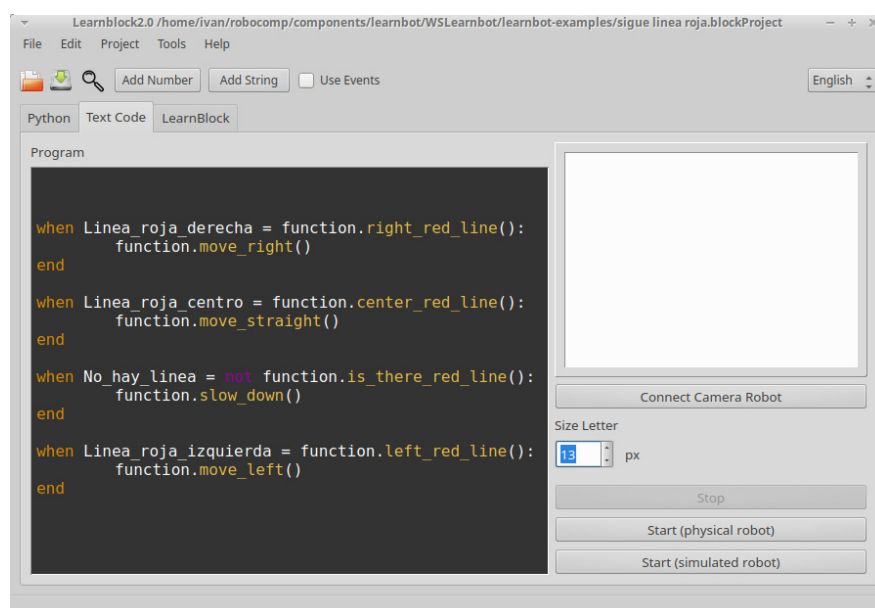 Learnblock2.0 /home/ivan/robocomp/components/learnbot/WSLearnbot/learnbot-examples/sigue linea roja.blockProject
File Edit Project Tools Help
Add Number Add String Use Events English
Python Text Code LearnBlock
Program
when Linea_roja_derecha = function.right_red_line():
function.move_right()
end
when Linea_roja_centro = function.center_red_line():
function.move_straight()
end
when No_hay_linea = not function.is_there_red_line():
function.slow_down()
end
when Linea_roja_izquierda = function.left_red_line():
function.move_left()
end
Connect Camera Robot
Size Letter
13 px
Stop
Start (physical robot)
Start (simulated robot)